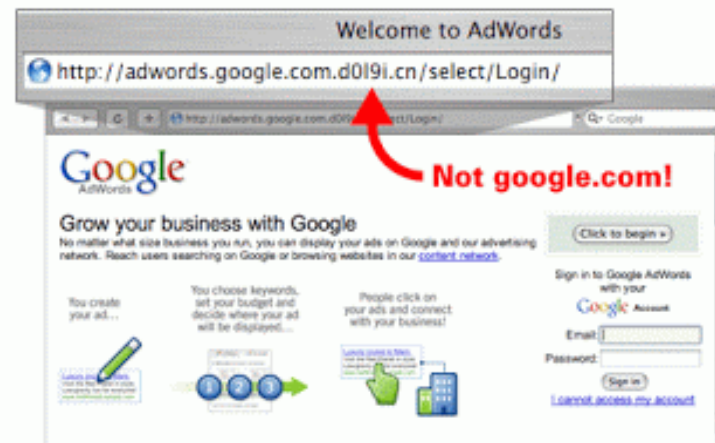 Welcome to AdWords
http://adwords.google.com.d0l9i.cn/select/Login/
Google
Not google.com!
Google
AdWords
Grow your business with Google
No matter what size business you run, you can display your ads on Google and our advertising
network. Reach users searching on Google or browsing websites in our content network.
You create
your ad...
You choose keywords,
set your budget and
decide where your ad
will be displayed...
People click on
your ads and connect
with your business!
1 2 3
Click to begin »
Sign in to Google AdWords
with your
Google Account
Email:
Password:
Sign in
I cannot access my account